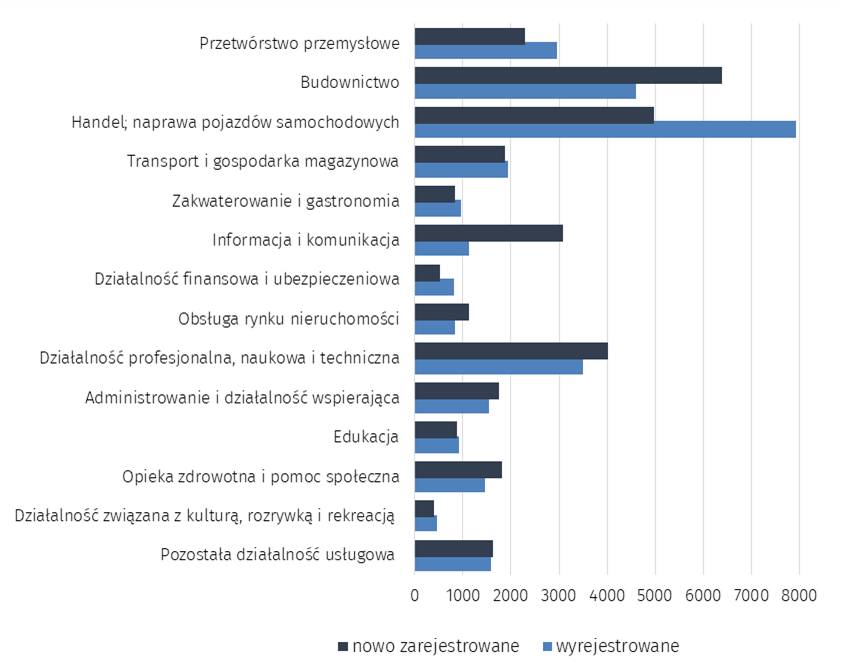 Przetwórstwo przemysłowe
Budownictwo
Handel; naprawa pojazdów samochodowych
Transport i gospodarka magazynowa
Zakwaterowanie i gastronomia
Informacja i komunikacja
Działalność finansowa i ubezpieczeniowa
Obsługa rynku nieruchomości
Działalność profesjonalna, naukowa i techniczna
Administrowanie i działalność wspierająca
Edukacja
Opieka zdrowotna i pomoc społeczna
Działalność związana z kulturą, rozrywką i rekreacją
Pozostała działalność usługowa
0 1000 2000 3000 4000 5000 6000 7000 8000
nowo zarejestrowane wyrejestrowane